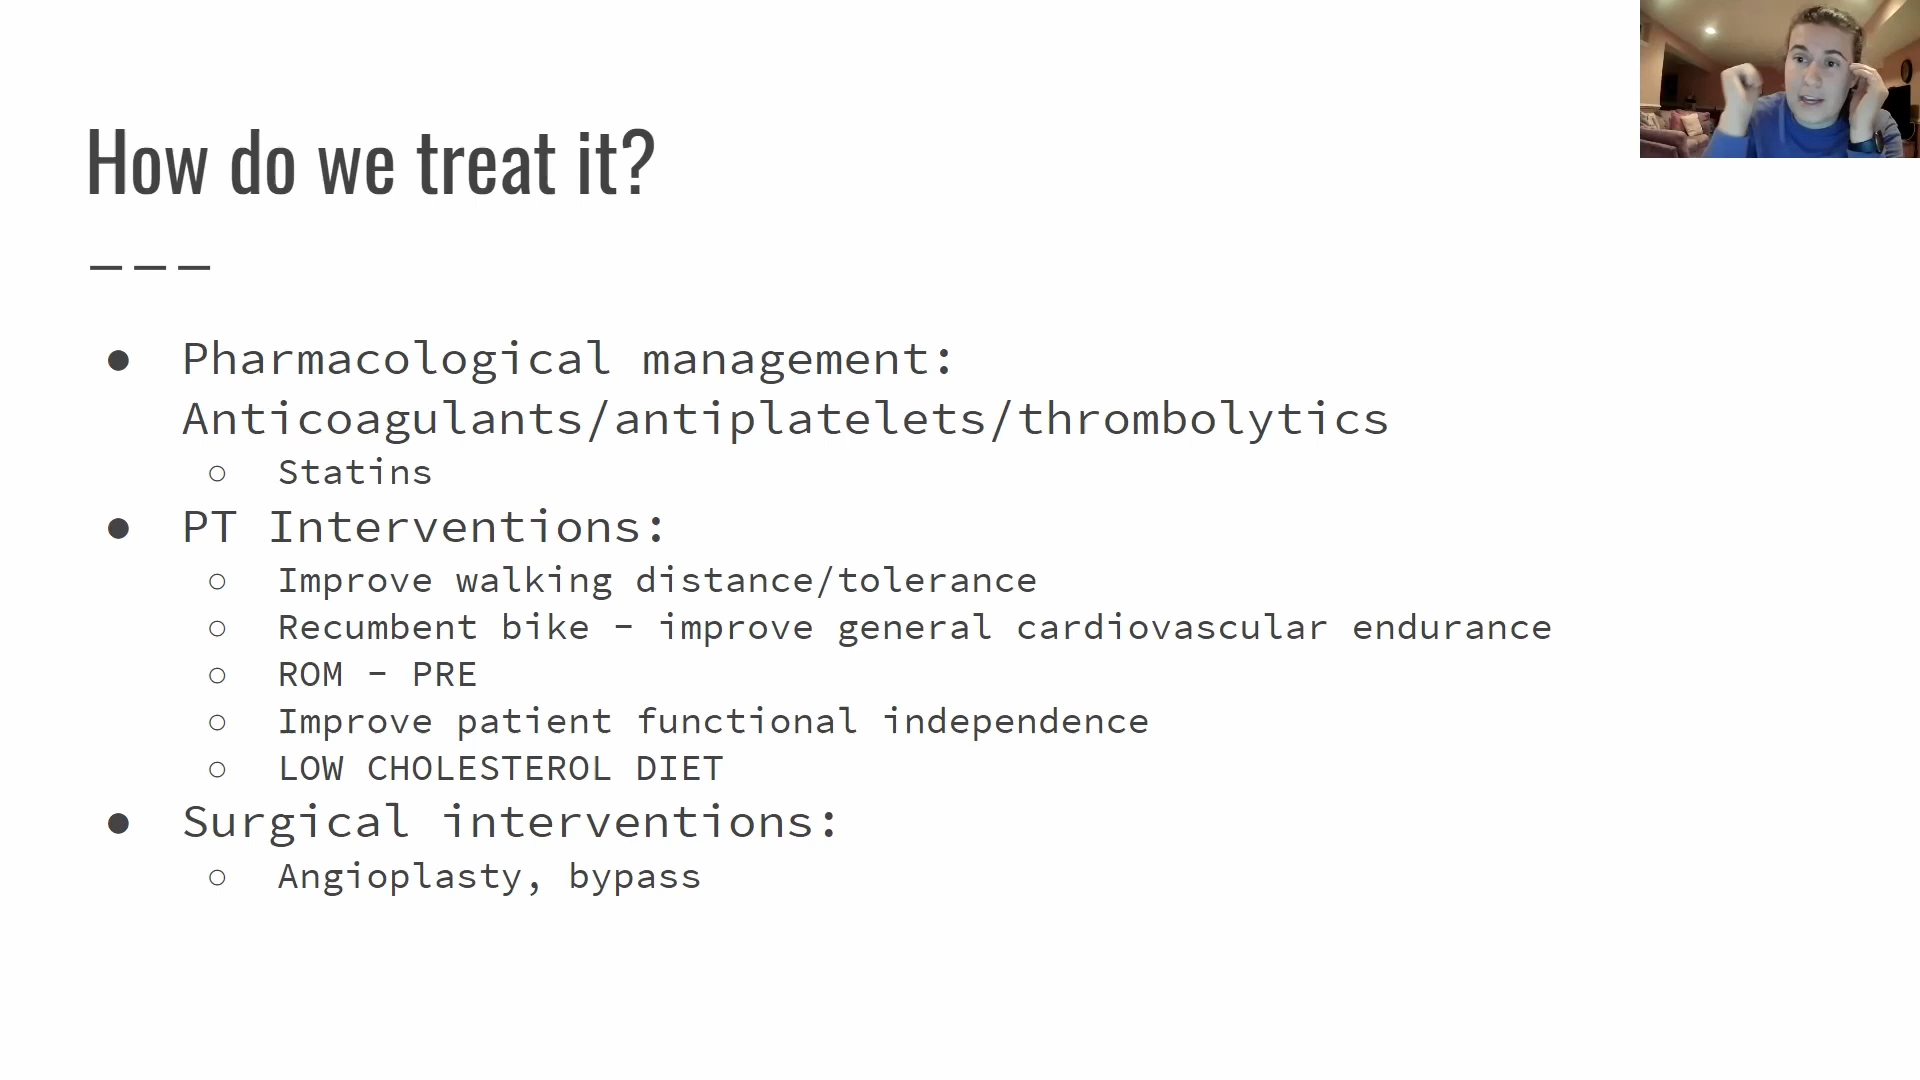 How do we treat it?
– – –
● Pharmacological management:
Anticoagulants/antiplatelets/thrombolytics
○ Statins
● PT Interventions:
○ Improve walking distance/tolerance
○ Recumbent bike – improve general cardiovascular endurance
○ ROM – PRE
○ Improve patient functional independence
○ LOW CHOLESTEROL DIET
● Surgical interventions:
○ Angioplasty, bypass